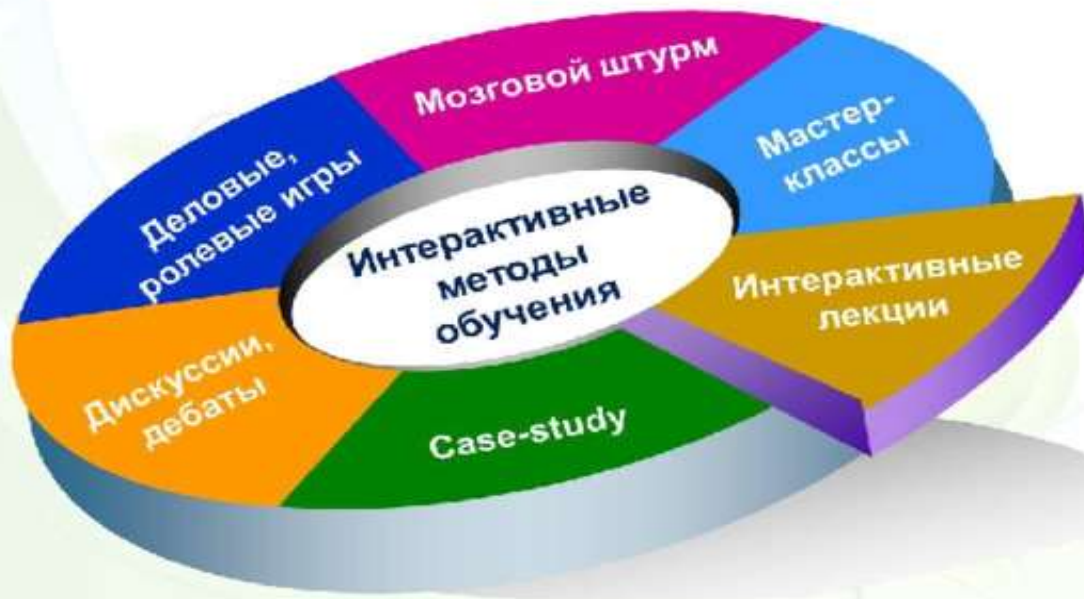 Мозговой штурм
Мастер-
классы
Деловые,
ролевые игры
Интерактивные
методы
обучения
Интерактивные
лекции
Дискуссии,
дебаты
Case-study